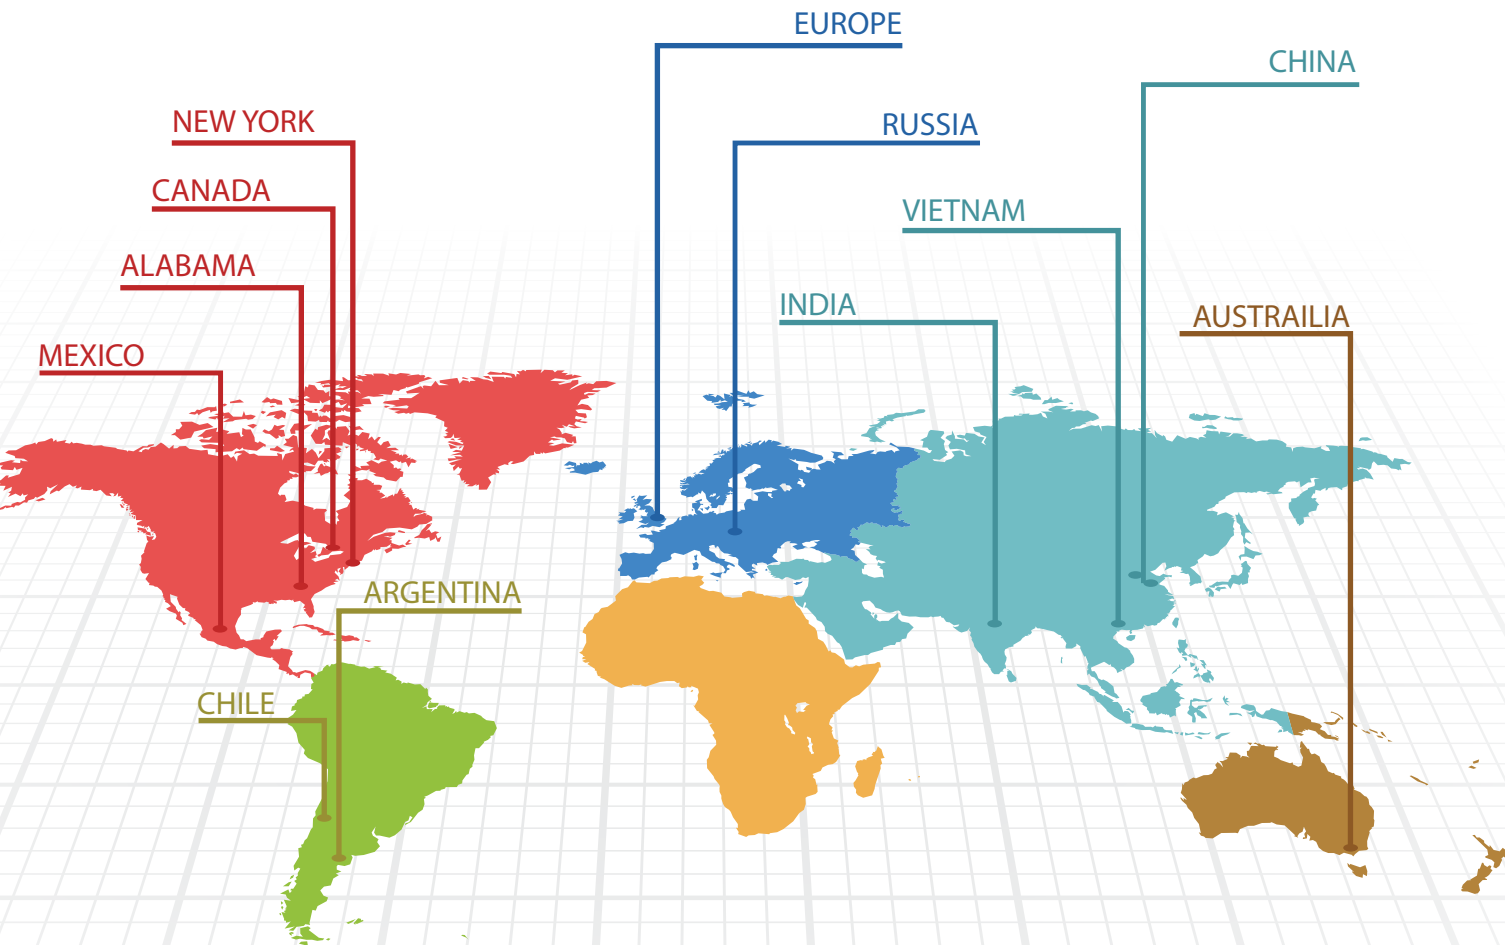 EUROPE
CHINA
NEW YORK
RUSSIA
CANADA
VIETNAM
ALABAMA
INDIA
AUSTRAILIA
MEXICO
ARGENTINA
CHILE